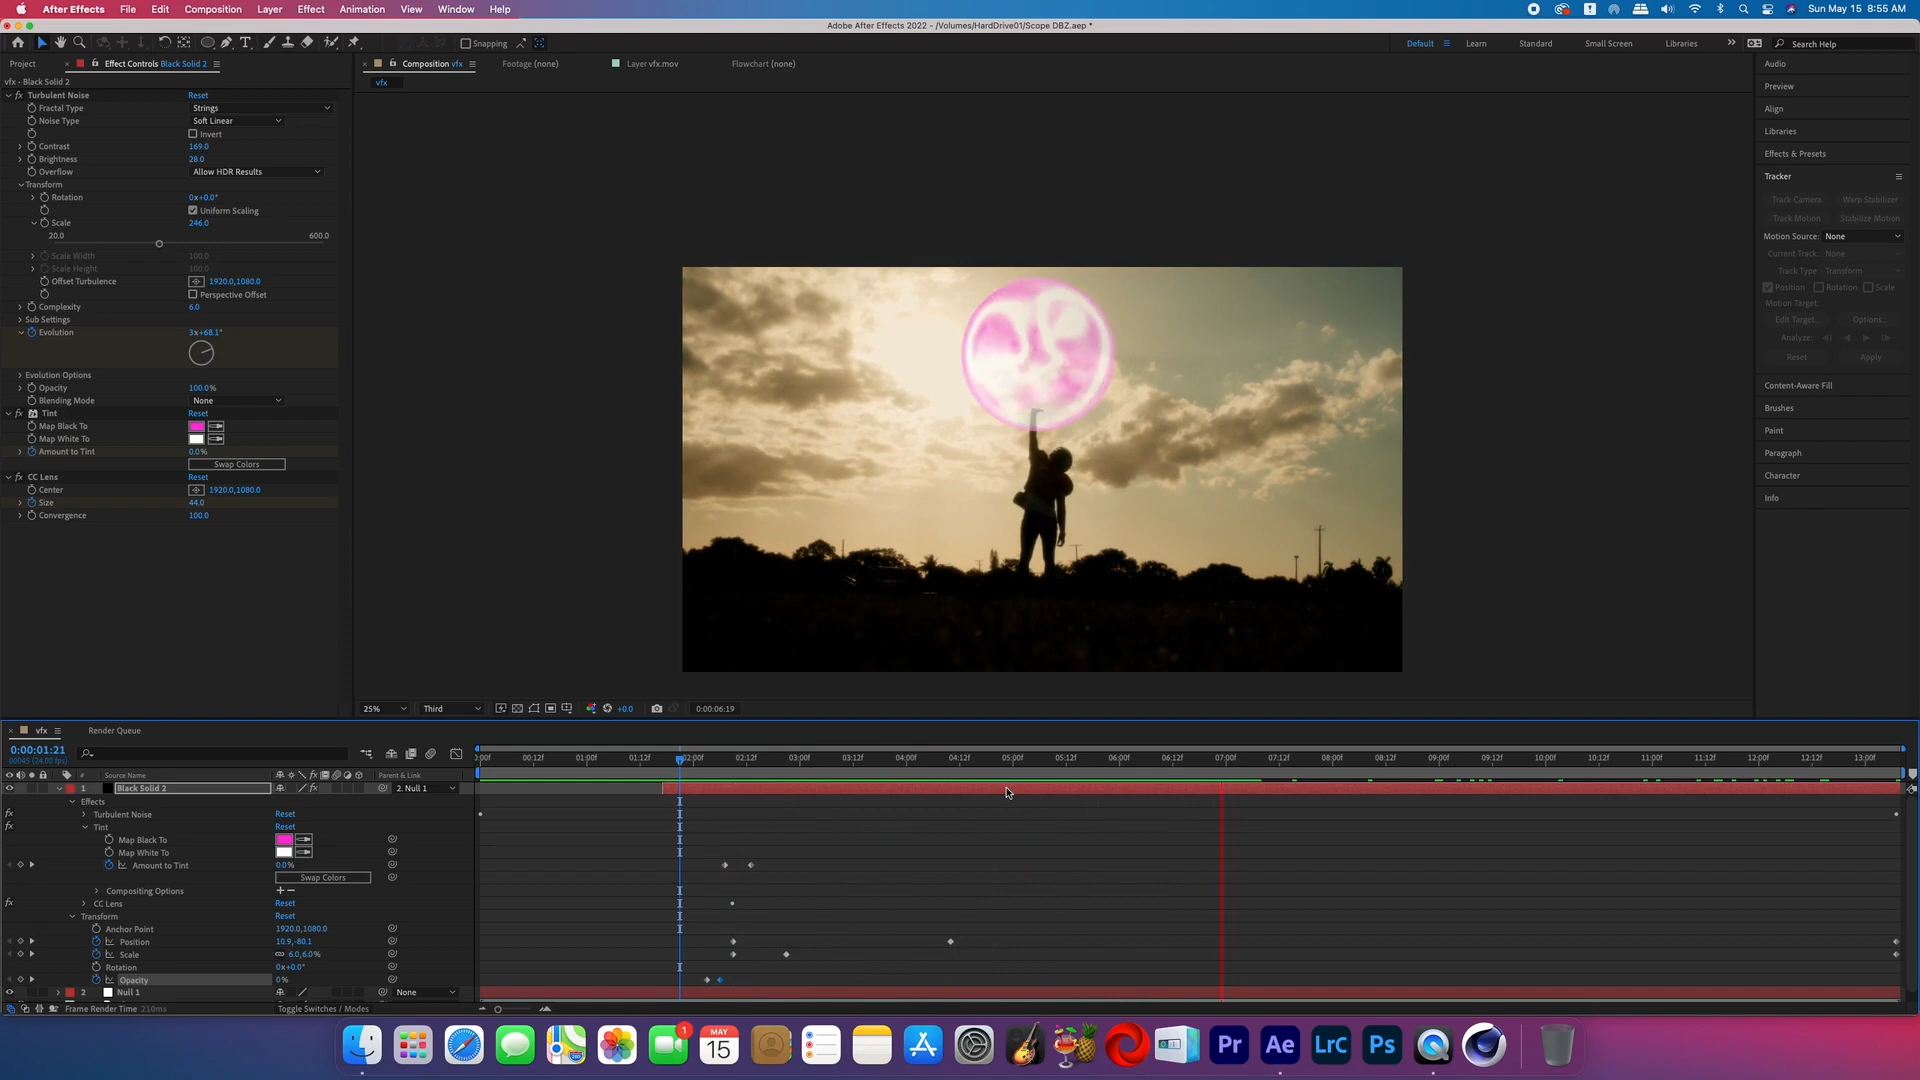 After Effects File Edit Composition Layer Effect Animation View Window Help Sun May 15 8:55 AM
Adobe After Effects 2022 - /Volumes/HardDrive01/Scope DBZ.aep *
Snapping Default Learn Standard Small Screen Libraries Search Help
Project Effect Controls Black Solid 2 Composition vfx Footage (none) Layer vfx.mov Flowchart (none) Audio
vfx • Black Solid 2 vfx Preview
Turbulent Noise Reset
Fractal Type Strings Align
Noise Type Soft Linear
Invert Libraries
Contrast 169.0
Brightness 28.0 Effects & Presets
Overflow Allow HDR Results Tracker
Transform
Rotation 0x+0.0° Track Camera Warp Stabilizer
Uniform Scaling
Scale 246.0 Track Motion Stabilize Motion
20.0 600.0 Motion Source: None
Scale Width 100.0 Current Track: None
Scale Height 100.0 Track Type: Transform
Offset Turbulence 1920.0,1080.0 Position Rotation Scale
Perspective Offset
Complexity 6.0 Motion Target:
Sub Settings Edit Target... Options...
Evolution 3x+68.1° Analyze:
Reset Apply
Evolution Options
Opacity 100.0% Content-Aware Fill
Blending Mode None Brushes
Tint Reset
Map Black To Paint
Map White To
Amount to Tint 0.0% Paragraph
Swap Colors
CC Lens Reset Character
Center 1920.0,1080.0
Size 44.0 Info
Convergence 100.0
25% Third +0.0 0:00:06:19
vfx Render Queue
0:00:01:21
00045 (24.00 fps)
:00f 00:12f 01:00f 01:12f 02:00f 02:12f 03:00f 03:12f 04:00f 04:12f 05:00f 05:12f 06:00f 06:12f 07:00f 07:12f 08:00f 08:12f 09:00f 09:12f 10:00f 10:12f 11:00f 11:12f 12:00f 12:12f 13:00f
# Source Name Parent & Link
1 Black Solid 2 2. Null 1
Effects
Turbulent Noise Reset
Tint Reset
Map Black To
Map White To
Amount to Tint 0.0%
Swap Colors
Compositing Options + −
CC Lens Reset
Transform Reset
Anchor Point 1920.0,1080.0
Position 10.9,-80.1
Scale 6.0,6.0%
Rotation 0x+0.0°
Opacity 0%
2 Null 1 None
Frame Render Time 210ms Toggle Switches / Modes
1 MAY 15 Pr Ae LrC Ps